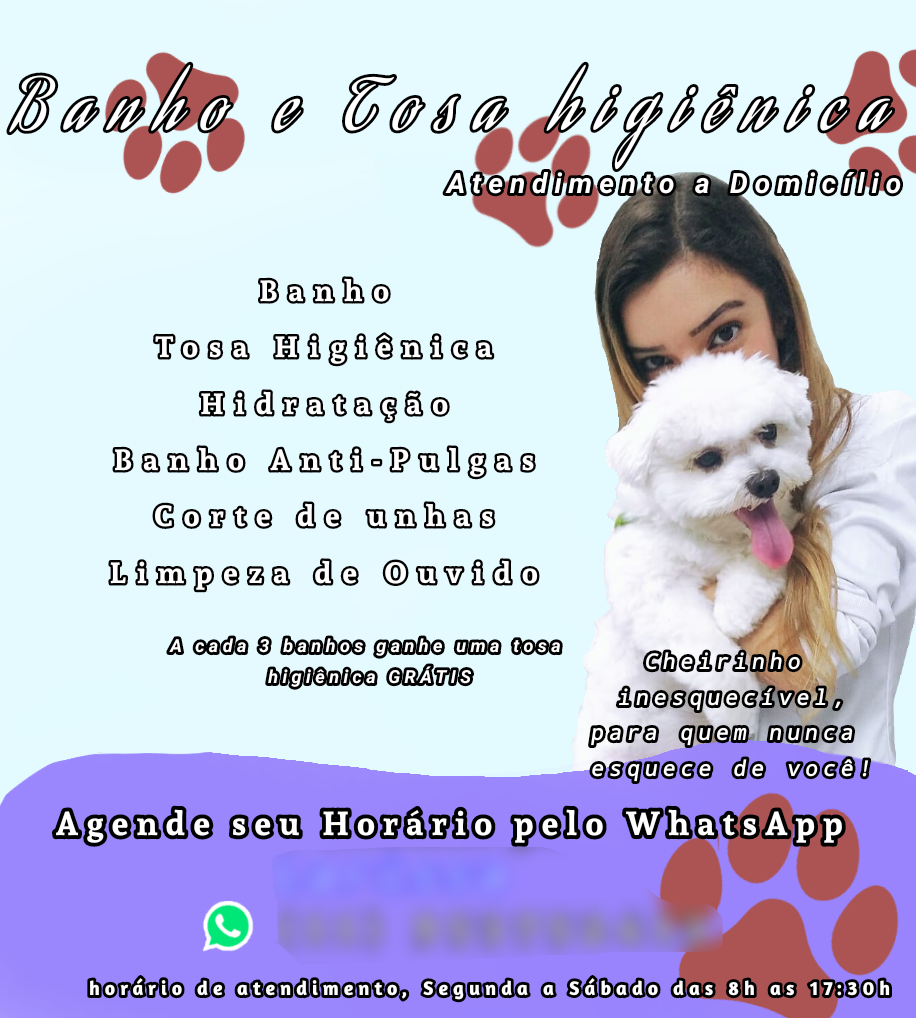 Banho e Tosa higiênica
Atendimento a Domicílio
Banho
Tosa Higiênica
Hidratação
Banho Anti-Pulgas
Corte de unhas
Limpeza de Ouvido
A cada 3 banhos ganhe uma tosa
higiênica GRÁTIS
Cheirinho
inesquecível,
para quem nunca
esquece de você!
Agende seu Horário pelo WhatsApp
horário de atendimento, Segunda a Sábado das 8h as 17:30h